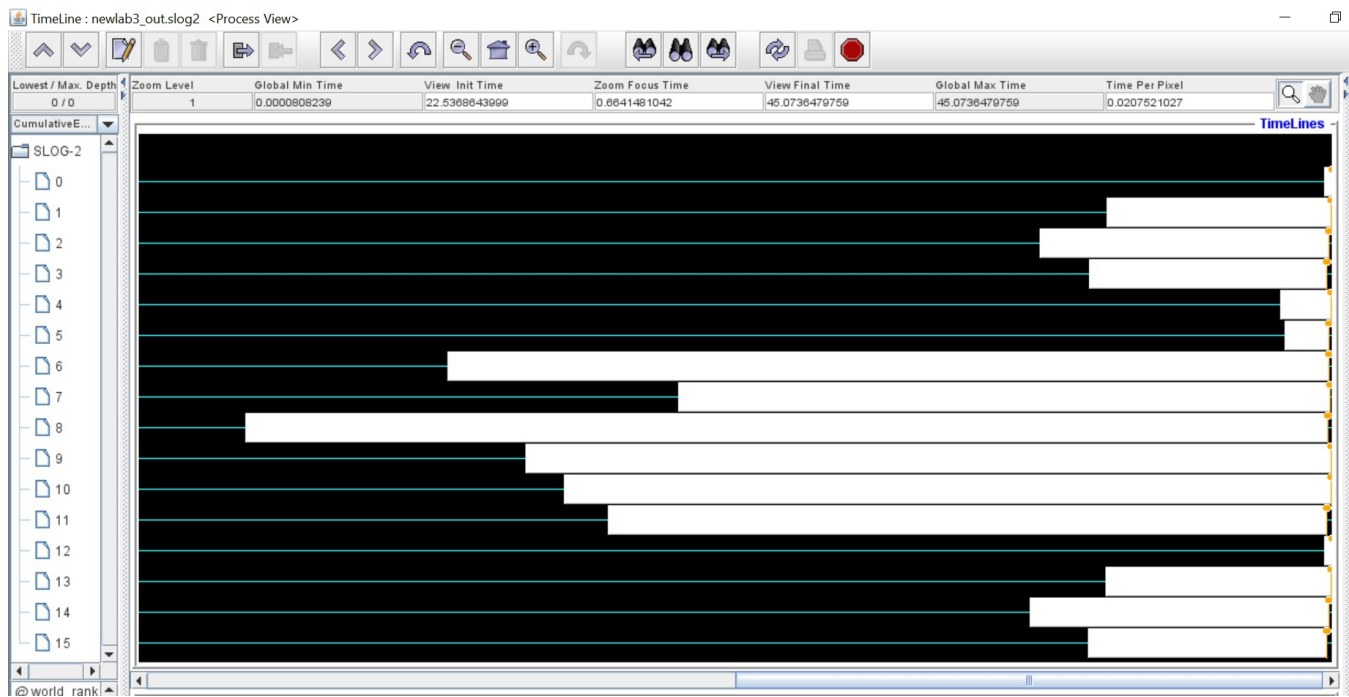 TimeLine : newlab3_out.slog2 <Process View>
Lowest / Max. Depth Zoom Level Global Min Time View Init Time Zoom Focus Time View Final Time Global Max Time Time Per Pixel
0 / 0 1 0.0000808239 22.5368643999 0.6641481042 45.0736479759 45.0736479759 0.0207521027
CumulativeE...
TimeLines
SLOG-2
0
1
2
3
4
5
6
7
8
9
10
11
12
13
14
15
@world_rank